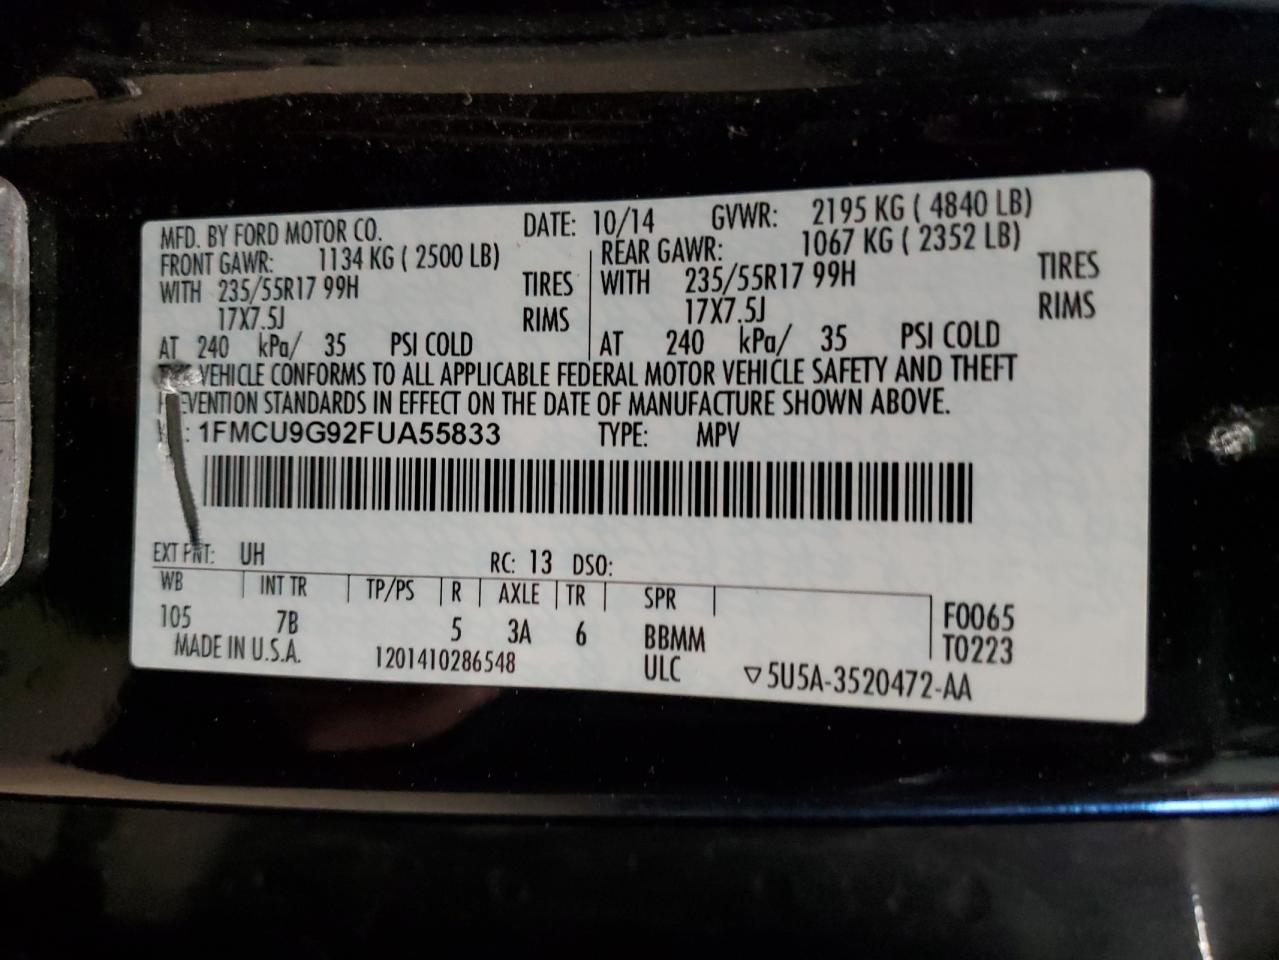 MFD. BY FORD MOTOR CO. DATE: 10/14 GVWR: 2195 KG ( 4840 LB)
FRONT GAWR: 1134 KG ( 2500 LB) REAR GAWR: 1067 KG ( 2352 LB)
WITH 235/55R17 99H TIRES WITH 235/55R17 99H TIRES
17X7.5J RIMS 17X7.5J RIMS
AT 240 kPa/ 35 PSI COLD AT 240 kPa/ 35 PSI COLD
VEHICLE CONFORMS TO ALL APPLICABLE FEDERAL MOTOR VEHICLE SAFETY AND THEFT
PREVENTION STANDARDS IN EFFECT ON THE DATE OF MANUFACTURE SHOWN ABOVE.
: 1FMCU9G92FUA55833 TYPE: MPV
EXT PNT: UH RC: 13 DSO:
WB INT TR TP/PS R AXLE TR SPR
105 7B 5 3A 6 BBMM F0065
MADE IN U.S.A. 1201410286548 ULC T0223
▽5U5A-3520472-AA